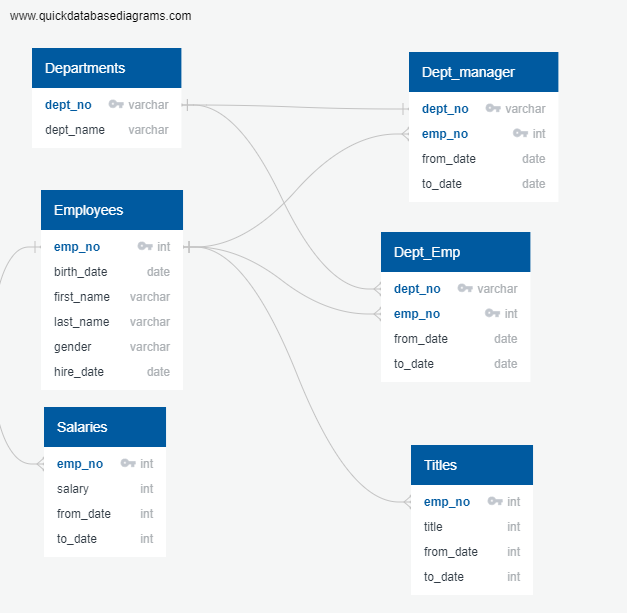 www.quickdatabasediagrams.com
Departments
dept_no varchar
dept_name varchar
Dept_manager
dept_no varchar
emp_no int
from_date date
to_date date
Employees
emp_no int
birth_date date
first_name varchar
last_name varchar
gender varchar
hire_date date
Dept_Emp
dept_no varchar
emp_no int
from_date date
to_date date
Salaries
emp_no int
salary int
from_date int
to_date int
Titles
emp_no int
title int
from_date int
to_date int